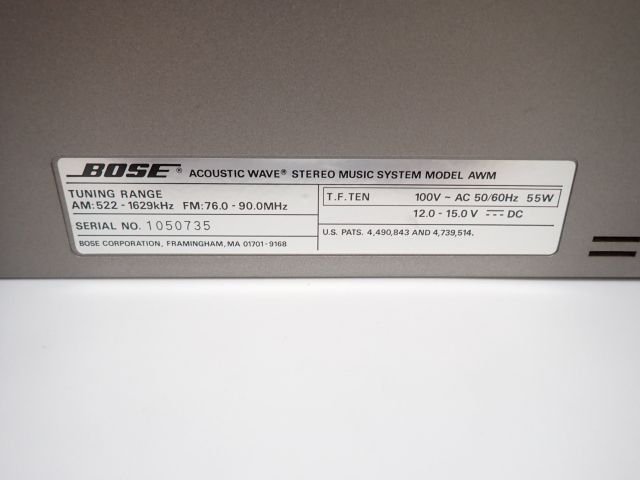 BOSE® ACOUSTIC WAVE® STEREO MUSIC SYSTEM MODEL AWM
TUNING RANGE
AM:522 - 1629kHz FM:76.0 - 90.0MHz
SERIAL NO. 1050735
BOSE CORPORATION, FRAMINGHAM, MA 01701-9168
T.F.TEN 100V ~ AC 50/60Hz 55W
12.0 - 15.0 V ⎓ DC
U.S. PATS. 4,490,843 AND 4,739,514.